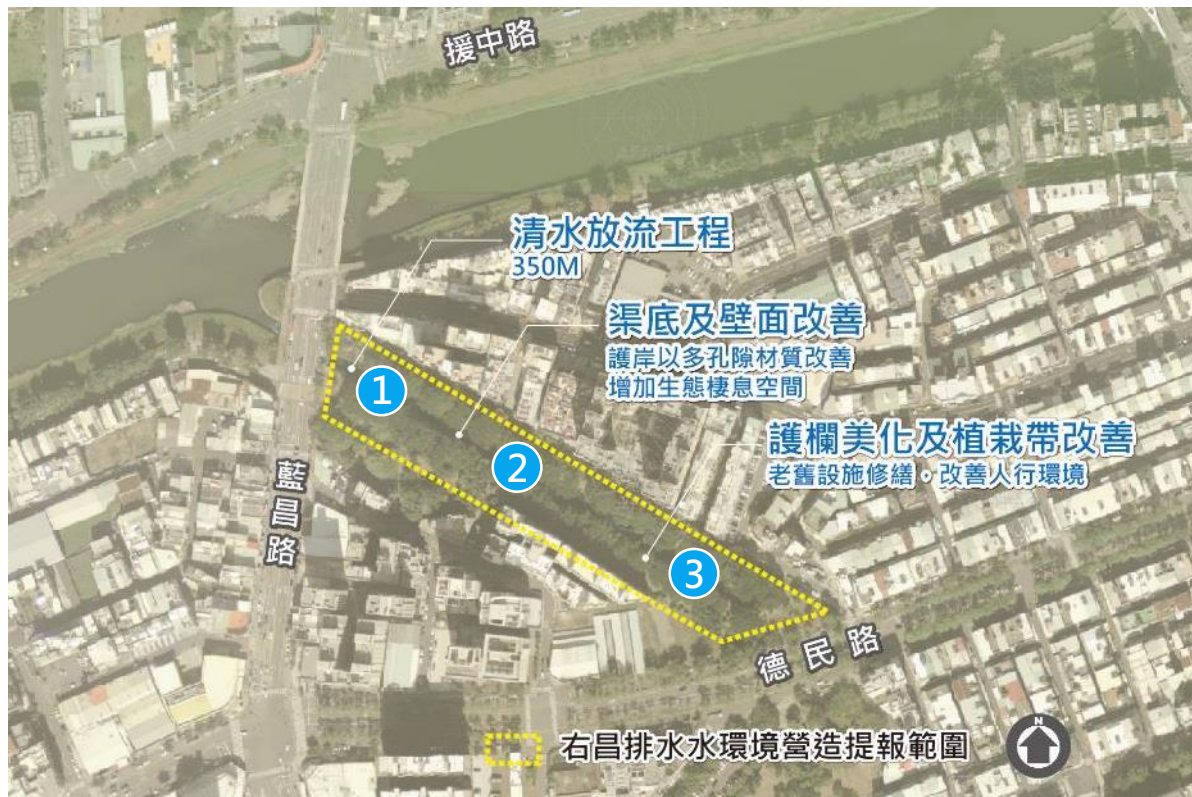 援中路
清水放流工程
350M
渠底及壁面改善
護岸以多孔隙材質改善
增加生態棲息空間
1
護欄美化及植栽帶改善
老舊設施修繕。改善人行環境
2
藍昌路
3
德民路
右昌排水水環境營造提報範圍
N